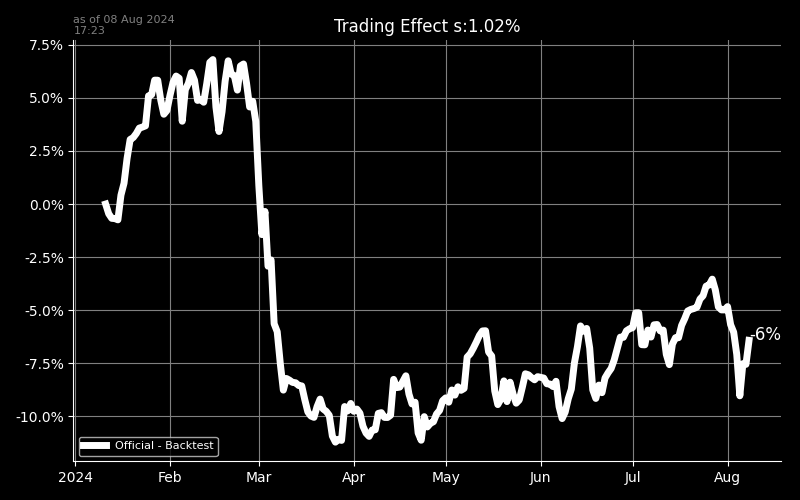 as of 08 Aug 2024
17:23
Trading Effect s:1.02%
7.5%
5.0%
2.5%
0.0%
-2.5%
-5.0%
-7.5%
-10.0%
-6%
Official - Backtest
2024 Feb Mar Apr May Jun Jul Aug